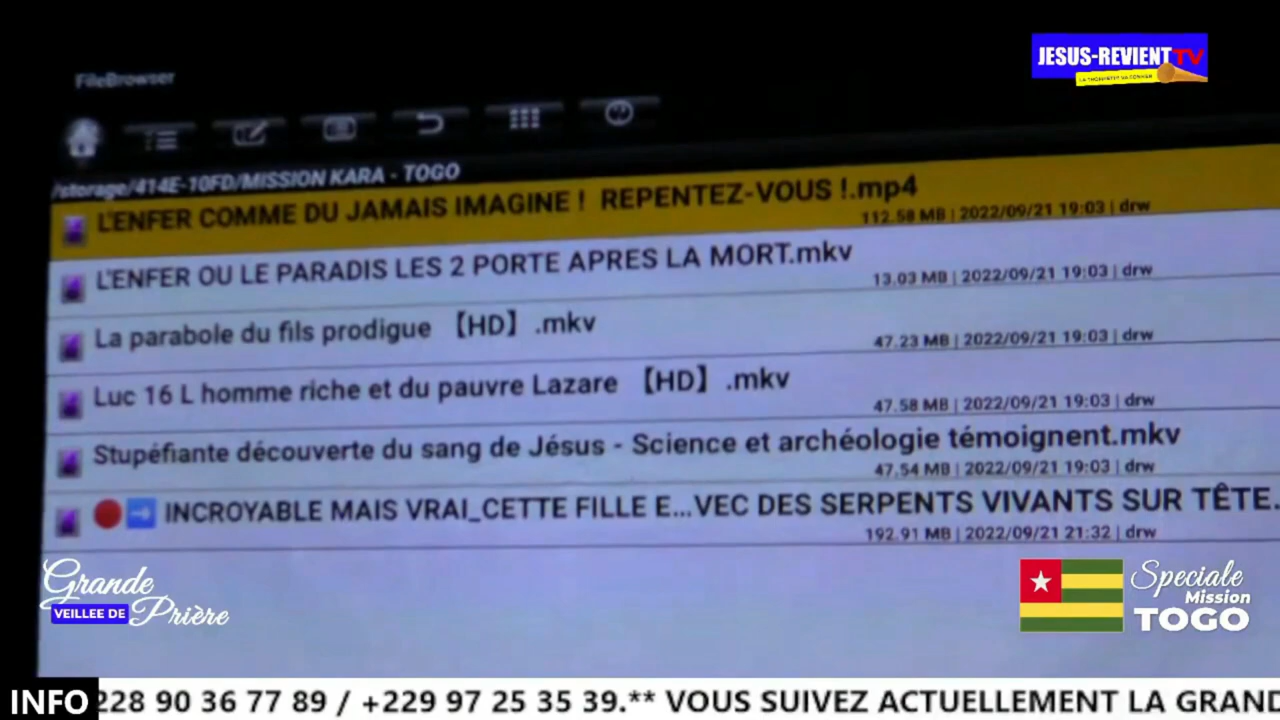 JESUS-REVIENT TV
LA TROMPETTE VA SONNER
FileBrowser
/storage/414E-10FD/MISSION KARA - TOGO
L'ENFER COMME DU JAMAIS IMAGINE ! REPENTEZ-VOUS !.mp4
112.58 MB | 2022/09/21 19:03 | drw
L'ENFER OU LE PARADIS LES 2 PORTE APRES LA MORT.mkv
13.03 MB | 2022/09/21 19:03 | drw
La parabole du fils prodigue 【HD】 .mkv
47.23 MB | 2022/09/21 19:03 | drw
Luc 16 L homme riche et du pauvre Lazare 【HD】 .mkv
47.58 MB | 2022/09/21 19:03 | drw
Stupéfiante découverte du sang de Jésus - Science et archéologie témoignent.mkv
47.54 MB | 2022/09/21 19:03 | drw
INCROYABLE MAIS VRAI_CETTE FILLE E...VEC DES SERPENTS VIVANTS SUR TÊTE.
192.91 MB | 2022/09/21 21:32 | drw
Grande
VEILLEE DE Prière
Speciale
Mission
TOGO
INFO 228 90 36 77 89 / +229 97 25 35 39.** VOUS SUIVEZ ACTUELLEMENT LA GRAND